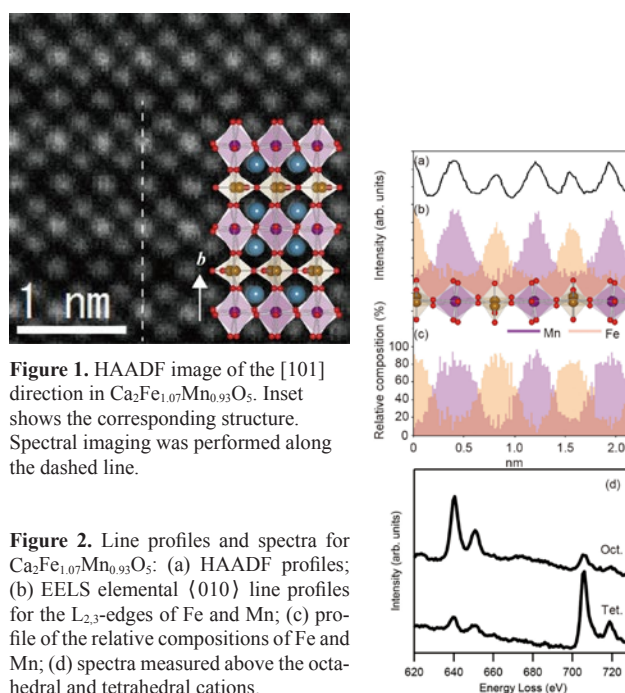 b
1 nm
Figure 1. HAADF image of the [101]
direction in Ca₂Fe₁.₀₇Mn₀.₉₃O₅. Inset
shows the corresponding structure.
Spectral imaging was performed along
the dashed line.
Figure 2. Line profiles and spectra for
Ca₂Fe₁.₀₇Mn₀.₉₃O₅: (a) HAADF profiles;
(b) EELS elemental ⟨010⟩ line profiles
for the L₂,₃-edges of Fe and Mn; (c) pro-
file of the relative compositions of Fe and
Mn; (d) spectra measured above the octa-
hedral and tetrahedral cations.
(a)
(b)
Intensity (arb. units)
Mn Fe
(c)
Relative composition (%)
100
80
60
40
20
0
0 0.5 1.0 1.5 2.0
nm
(d)
Intensity (arb. units)
Oct.
Tet.
620 640 660 680 700 720
Energy Loss (eV)